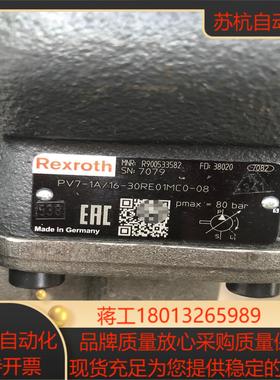 苏杭自动
Rexroth
MNR: R900533582 FD: 38020 7082
SN: 7079
PV7-1A/16-30RE01MC0-08
pmax = 80 bar
EAC
Made in Germany
蒋工18013265989
自动化 品牌质量放心采购质量保
开票 现货充足为您提供稳定的